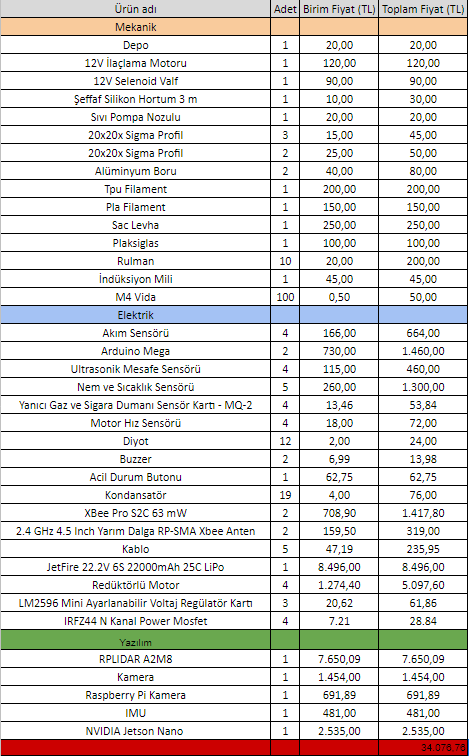 Ürün adı Adet Birim Fiyat (TL) Toplam Fiyat (TL)
Mekanik
Depo 1 20,00 20,00
12V İlaçlama Motoru 1 120,00 120,00
12V Selenoid Valf 1 90,00 90,00
Şeffaf Silikon Hortum 3 m 1 10,00 30,00
Sıvı Pompa Nozulu 1 20,00 20,00
20x20x Sigma Profil 3 15,00 45,00
20x20x Sigma Profil 2 25,00 50,00
Alüminyum Boru 2 40,00 80,00
Tpu Filament 1 200,00 200,00
Pla Filament 1 150,00 150,00
Sac Levha 1 250,00 250,00
Plaksiglas 1 100,00 100,00
Rulman 10 20,00 200,00
İndüksiyon Mili 1 45,00 45,00
M4 Vida 100 0,50 50,00
Elektrik
Akım Sensörü 4 166,00 664,00
Arduino Mega 2 730,00 1.460,00
Ultrasonik Mesafe Sensörü 4 115,00 460,00
Nem ve Sıcaklık Sensörü 5 260,00 1.300,00
Yanıcı Gaz ve Sigara Dumanı Sensör Kartı - MQ-2 4 13,46 53,84
Motor Hız Sensörü 4 18,00 72,00
Diyot 12 2,00 24,00
Buzzer 2 6,99 13,98
Acil Durum Butonu 1 62,75 62,75
Kondansatör 19 4,00 76,00
XBee Pro S2C 63 mW 2 708,90 1.417,80
2.4 GHz 4.5 Inch Yarım Dalga RP-SMA Xbee Anten 2 159,50 319,00
Kablo 5 47,19 235,95
JetFire 22.2V 6S 22000mAh 25C LiPo 1 8.496,00 8.496,00
Redüktörlü Motor 4 1.274,40 5.097,60
LM2596 Mini Ayarlanabilir Voltaj Regülatör Kartı 3 20,62 61,86
IRFZ44 N Kanal Power Mosfet 4 7.21 28.84
Yazılım
RPLIDAR A2M8 1 7.650,09 7.650,09
Kamera 1 1.454,00 1.454,00
Raspberry Pi Kamera 1 691,89 691,89
IMU 1 481,00 481,00
NVIDIA Jetson Nano 1 2.535,00 2.535,00
34.076,76